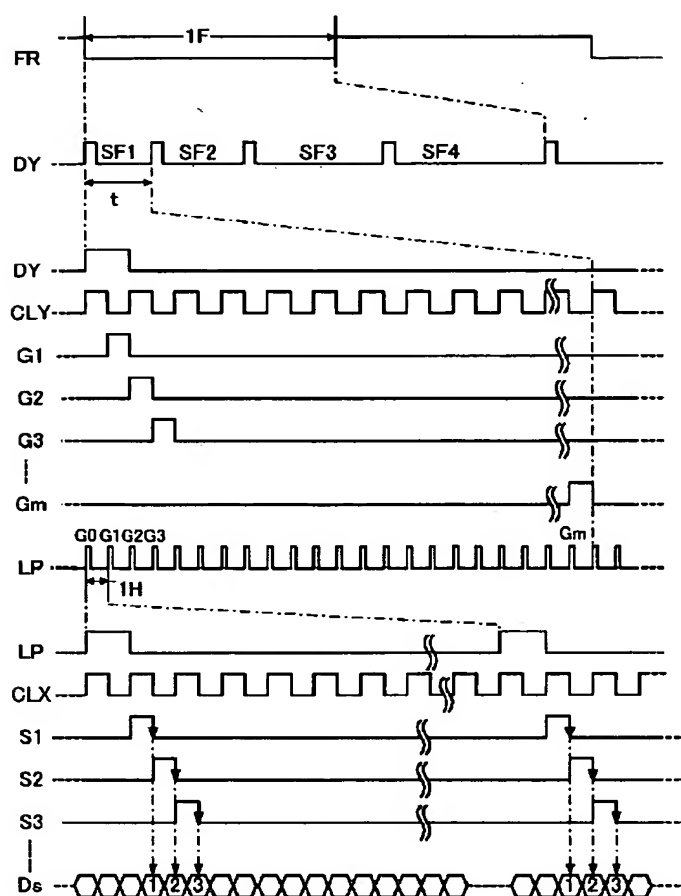 1F
FR
SF1 SF2 SF3 SF4
DY
t
DY
CLY
G1
G2
G3
Gm
G0 G1 G2 G3 Gm
LP
1H
LP
CLX
S1
S2
S3
Ds 1 2 3 1 2 3